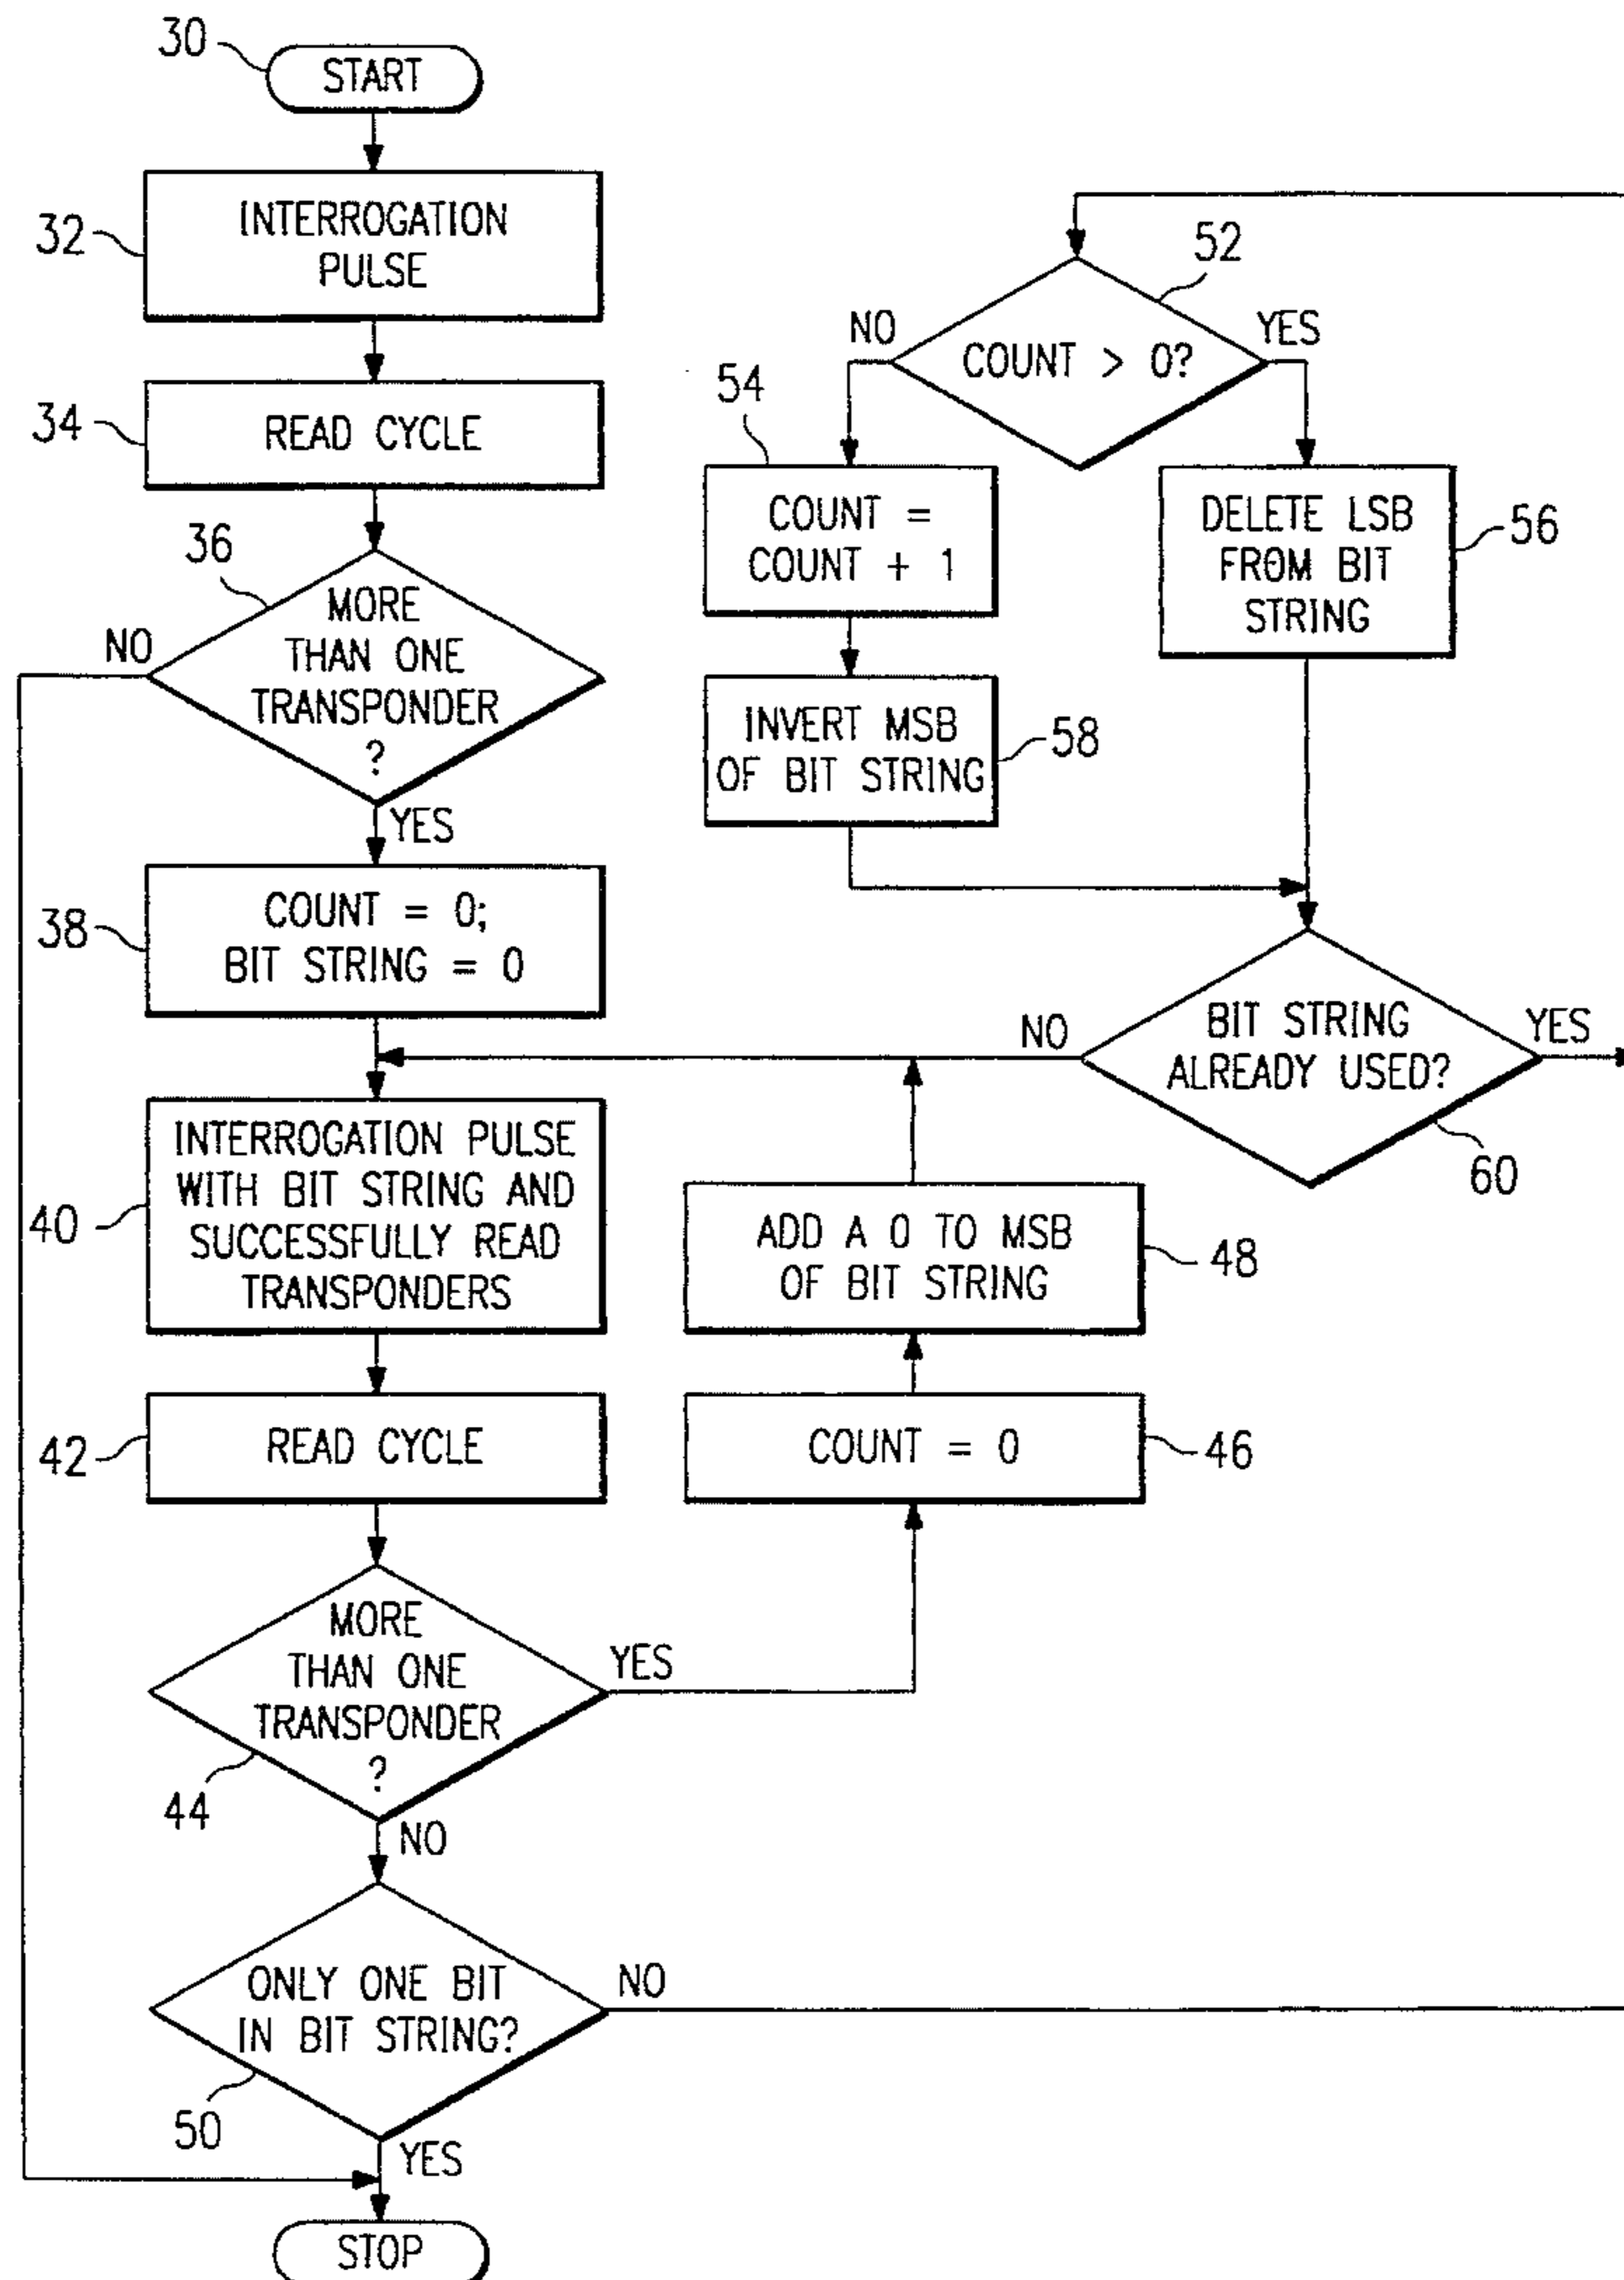 30
START
32
INTERROGATION
PULSE
34
READ CYCLE
36
MORE
THAN ONE
TRANSPONDER
?
NO
YES
38
COUNT = 0;
BIT STRING = 0
40
INTERROGATION PULSE
WITH BIT STRING AND
SUCCESSFULLY READ
TRANSPONDERS
42
READ CYCLE
MORE
THAN ONE
TRANSPONDER
?
44
YES
NO
ONLY ONE BIT
IN BIT STRING?
50
NO
YES
STOP
COUNT = 0
46
ADD A 0 TO MSB
OF BIT STRING
48
52
COUNT > 0?
NO
YES
54
COUNT =
COUNT + 1
DELETE LSB
FROM BIT
STRING
56
INVERT MSB
OF BIT STRING
58
BIT STRING
ALREADY USED?
NO
YES
60